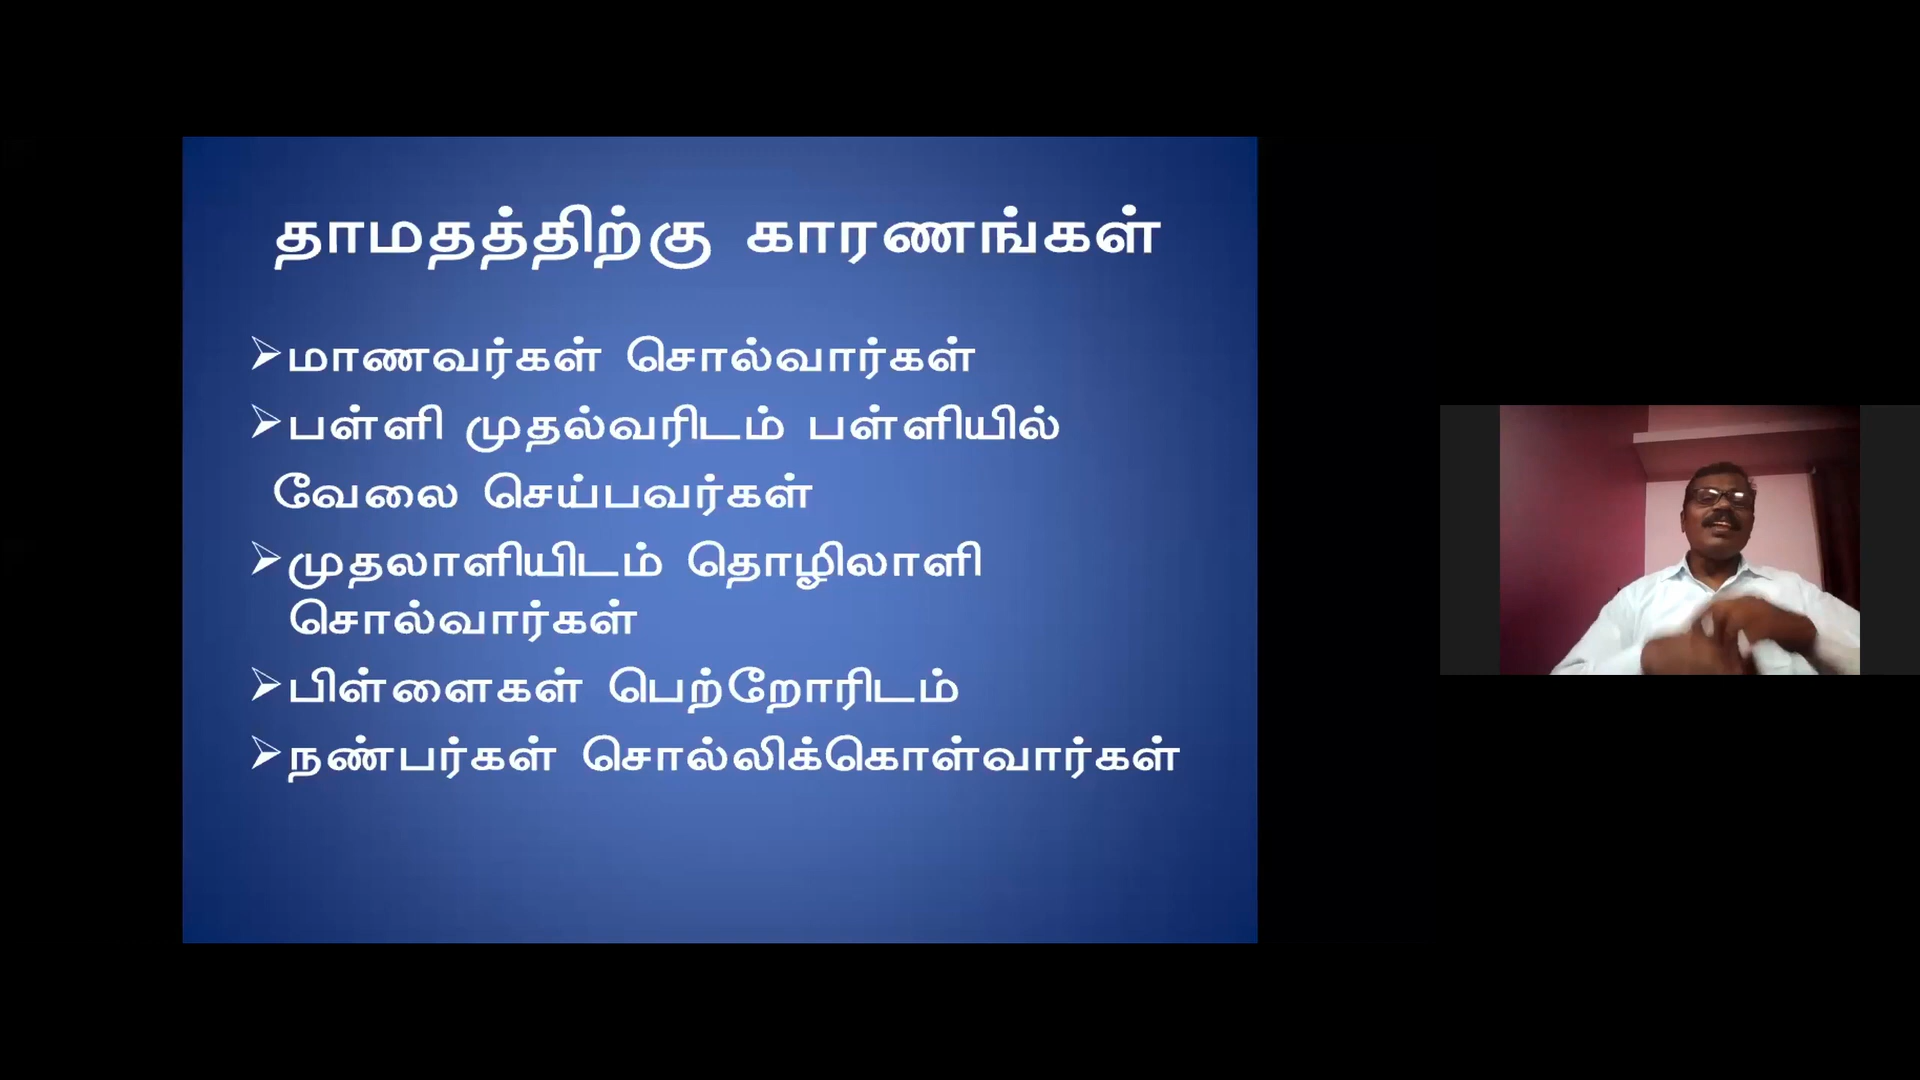 தாமதத்திற்கு காரணங்கள்
➢மாணவர்கள் சொல்வார்கள்
➢பள்ளி முதல்வரிடம் பள்ளியில்
வேலை செய்பவர்கள்
➢முதலாளியிடம் தொழிலாளி
சொல்வார்கள்
➢பிள்ளைகள் பெற்றோரிடம்
➢நண்பர்கள் சொல்லிக்கொள்வார்கள்